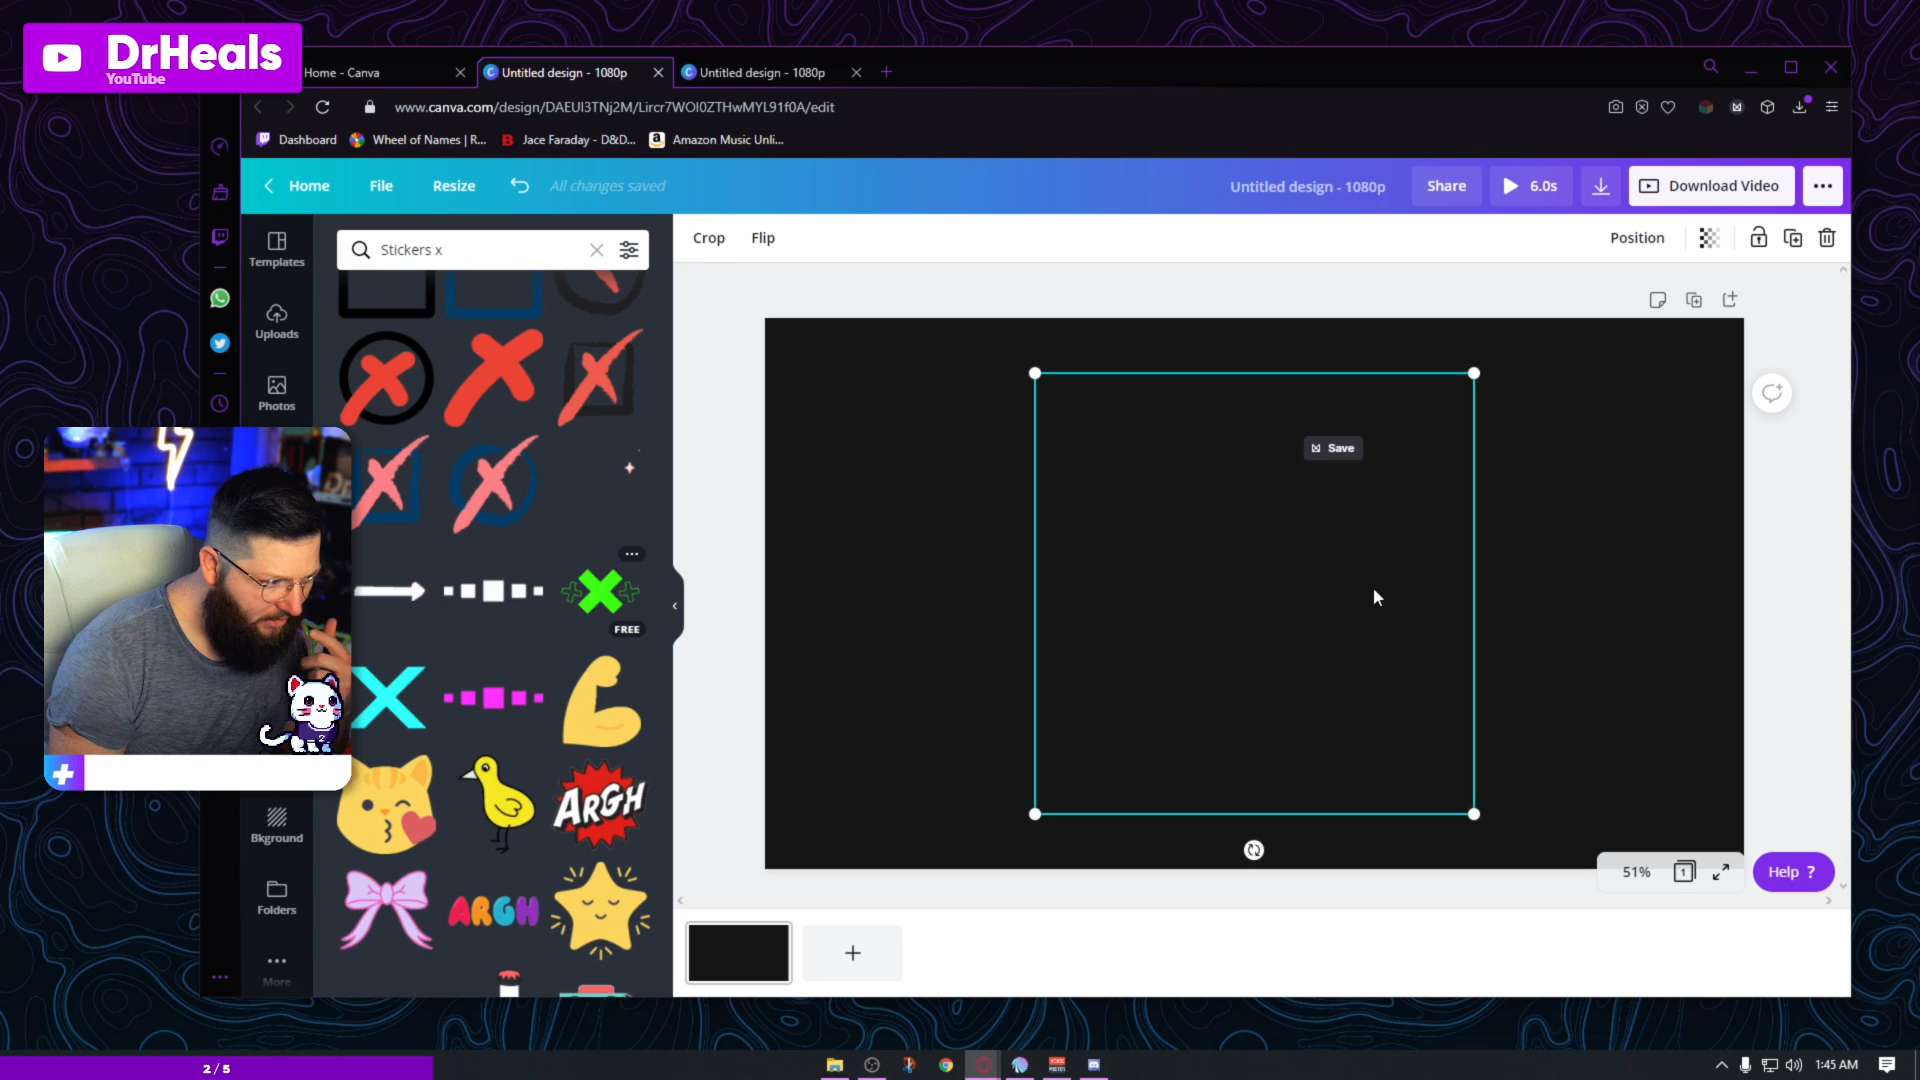 DrHeals
YouTube
Home - Canva
Untitled design - 1080p
Untitled design - 1080p
www.canva.com/design/DAEUl3TNj2M/Lircr7WOl0ZTHwMYL91f0A/edit
Dashboard
Wheel of Names | R...
Jace Faraday - D&D...
Amazon Music Unli...
Home
File
Resize
All changes saved
Untitled design - 1080p
Share
6.0s
Download Video
Templates
Uploads
Photos
Bkground
Folders
More
Stickers x
Crop
Flip
Position
Save
FREE
ARGH
ARGH
51%
1
Help ?
2 / 5
1:45 AM